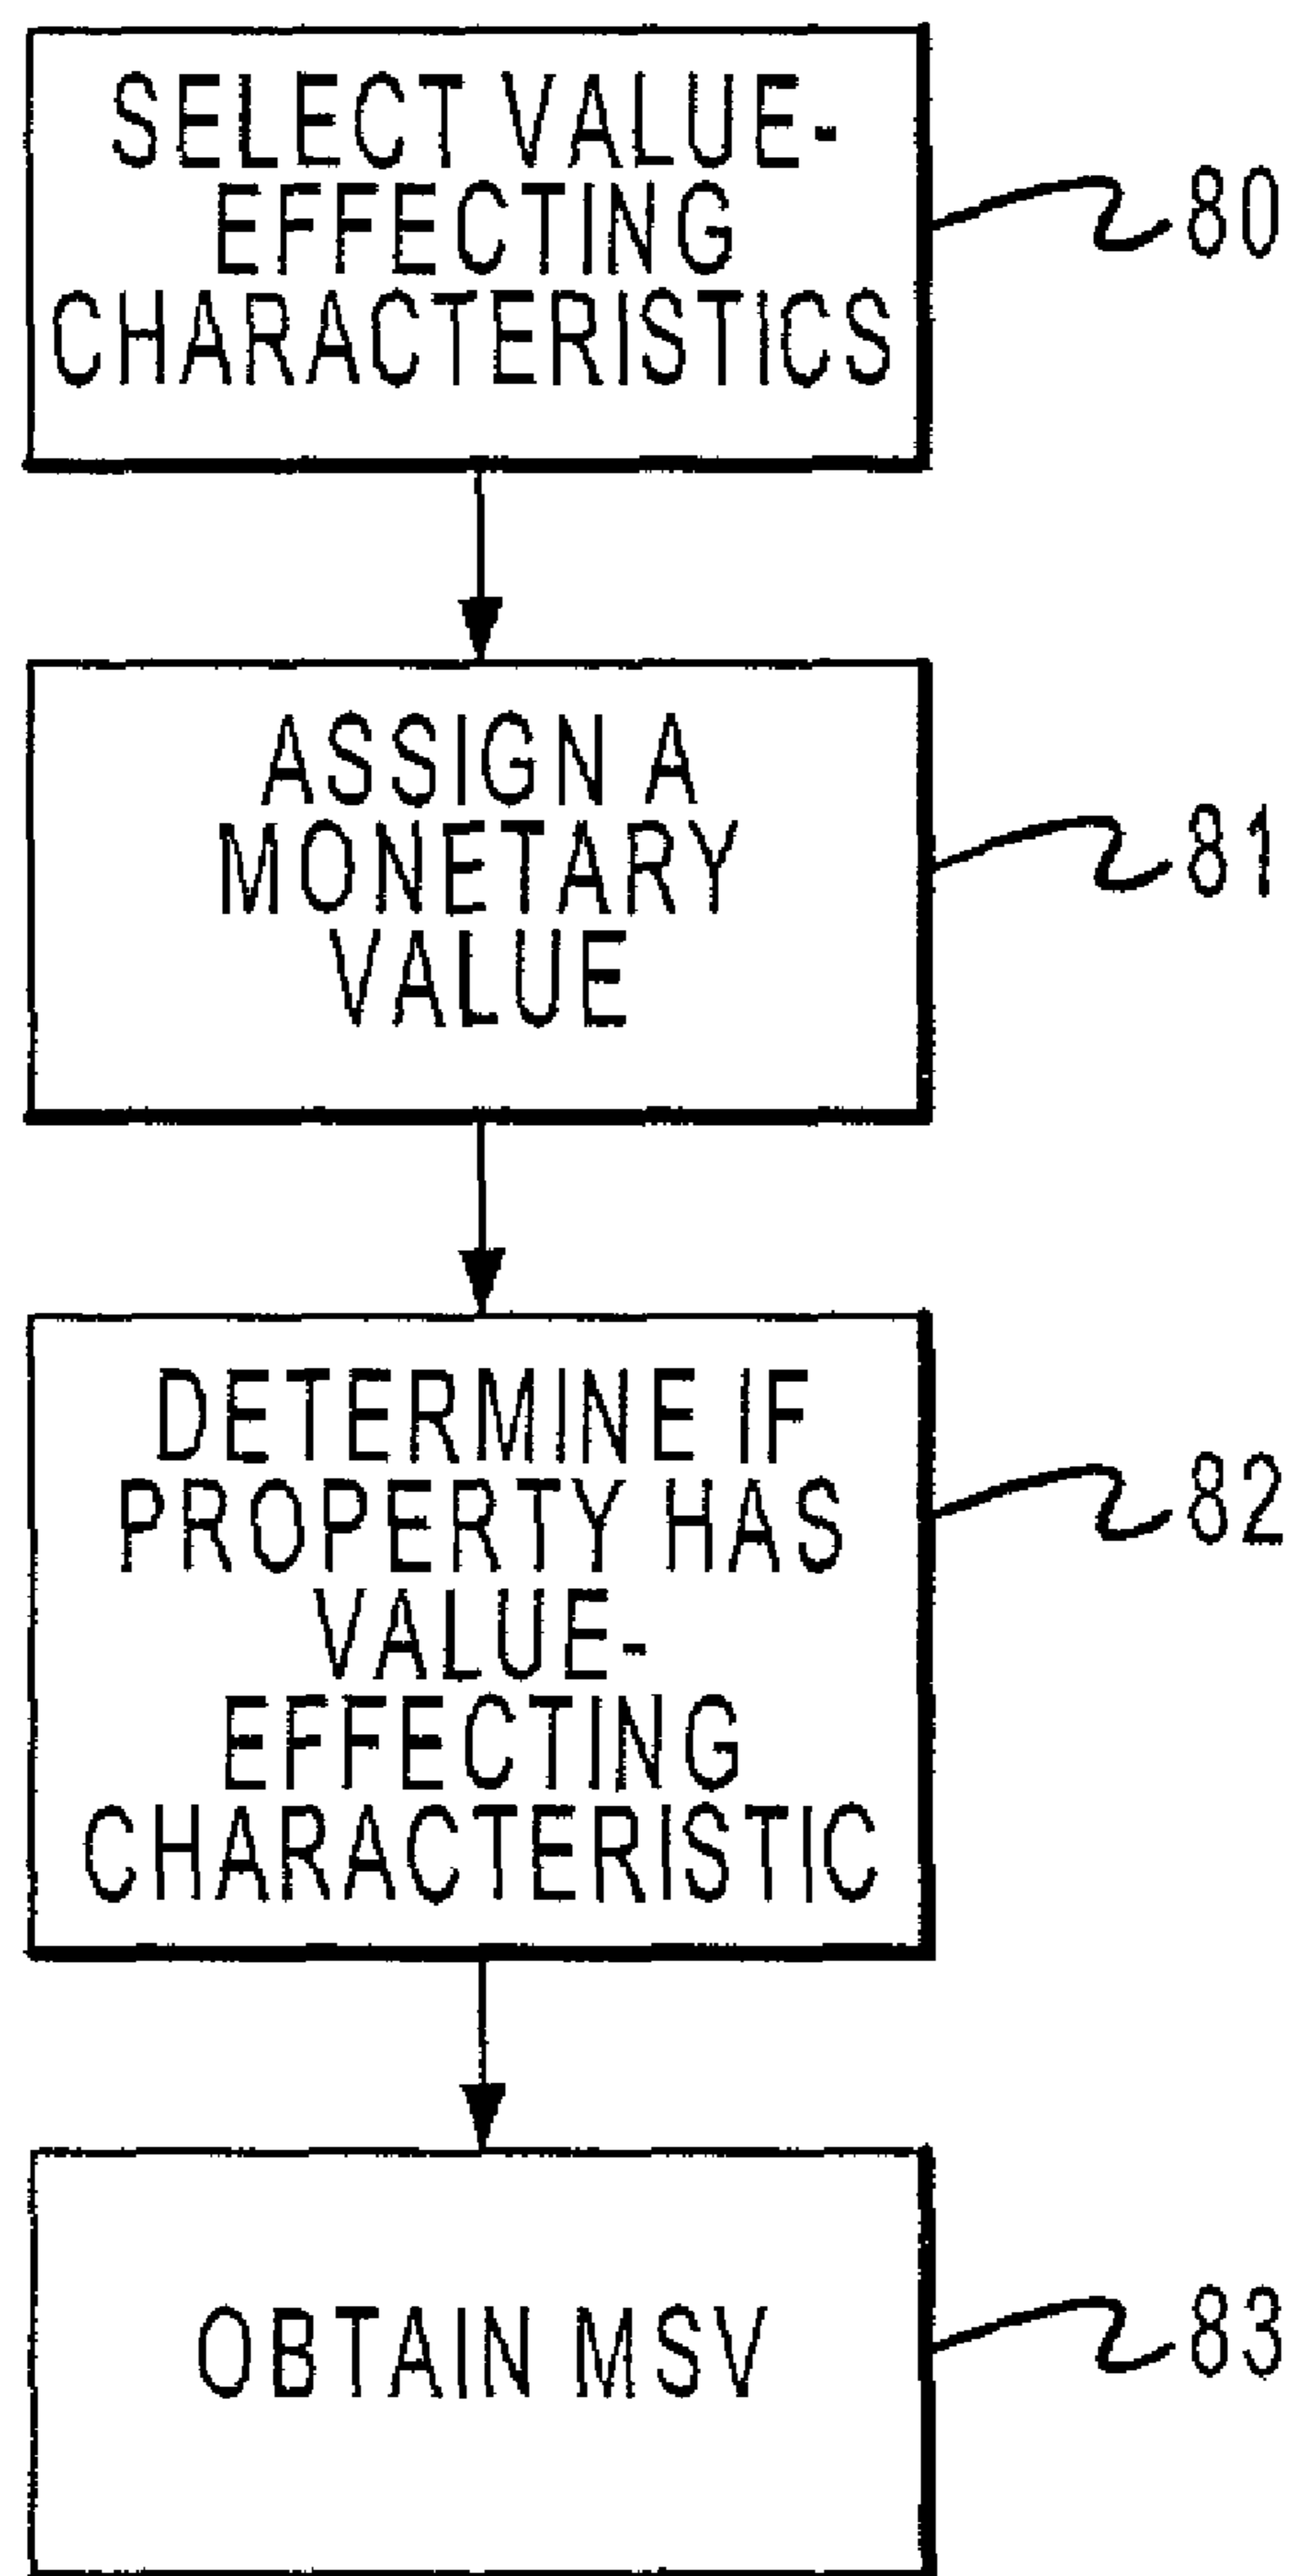 SELECT VALUE-
EFFECTING
CHARACTERISTICS
80
ASSIGN A
MONETARY
VALUE
81
DETERMINE IF
PROPERTY HAS
VALUE-
EFFECTING
CHARACTERISTIC
82
OBTAIN MSV
83